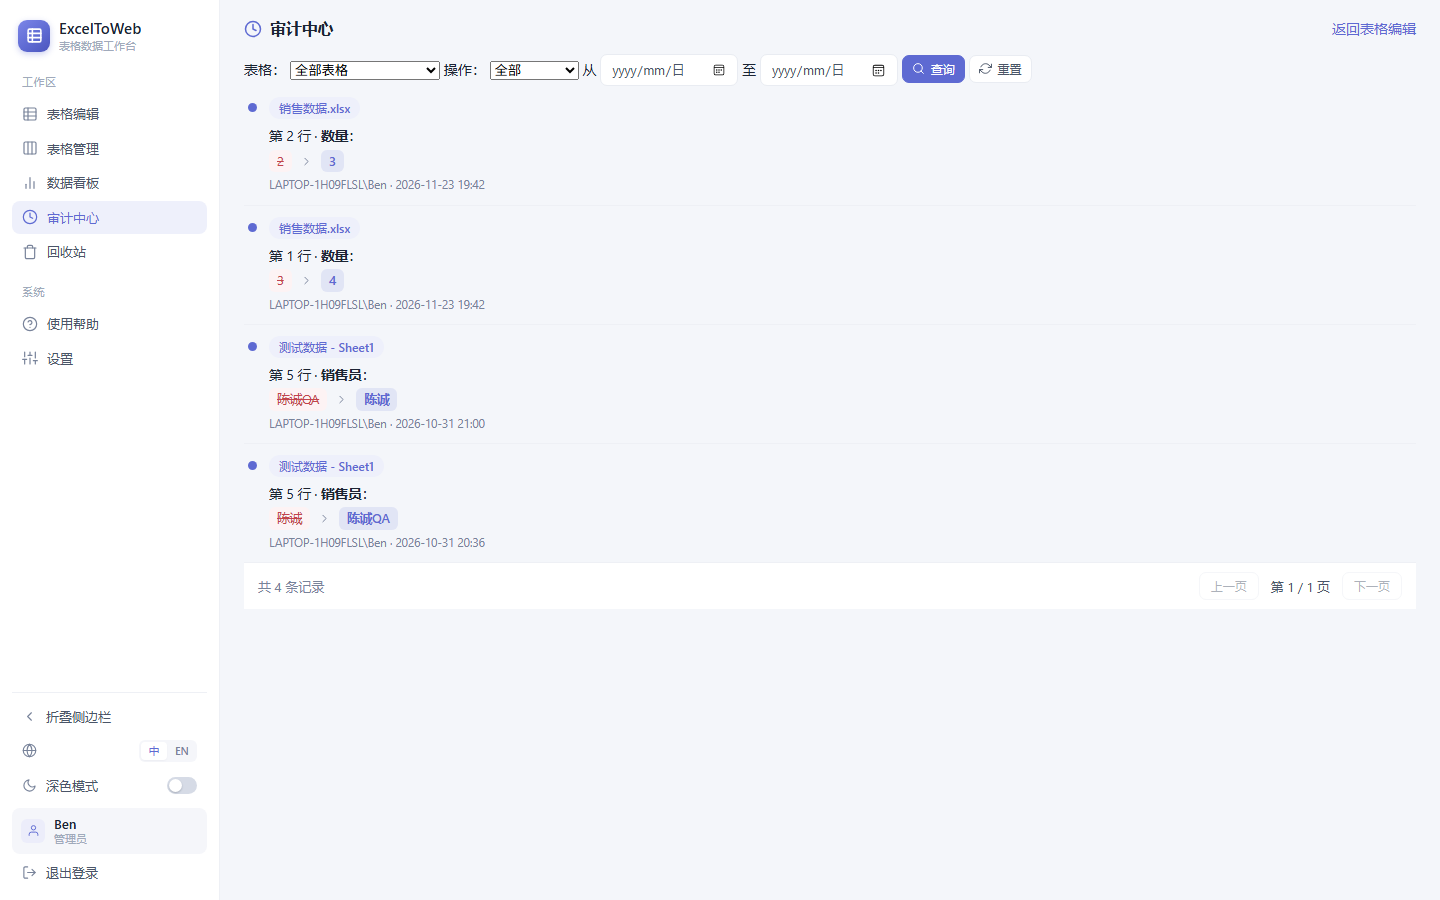 ExcelToWeb
表格数据工作台
工作区
表格编辑
表格管理
数据看板
审计中心
回收站
系统
使用帮助
设置
折叠侧边栏
中 EN
深色模式
Ben
管理员
退出登录
审计中心
返回表格编辑
表格： 全部表格 操作： 全部 从 yyyy/mm/日 至 yyyy/mm/日 查询 重置
销售数据.xlsx
第 2 行 · 数量：
2 3
LAPTOP-1H09FLSL\Ben · 2026-11-23 19:42
销售数据.xlsx
第 1 行 · 数量：
3 4
LAPTOP-1H09FLSL\Ben · 2026-11-23 19:42
测试数据 - Sheet1
第 5 行 · 销售员：
陈诚QA 陈诚
LAPTOP-1H09FLSL\Ben · 2026-10-31 21:00
测试数据 - Sheet1
第 5 行 · 销售员：
陈诚 陈诚QA
LAPTOP-1H09FLSL\Ben · 2026-10-31 20:36
共 4 条记录 上一页 第 1 / 1 页 下一页